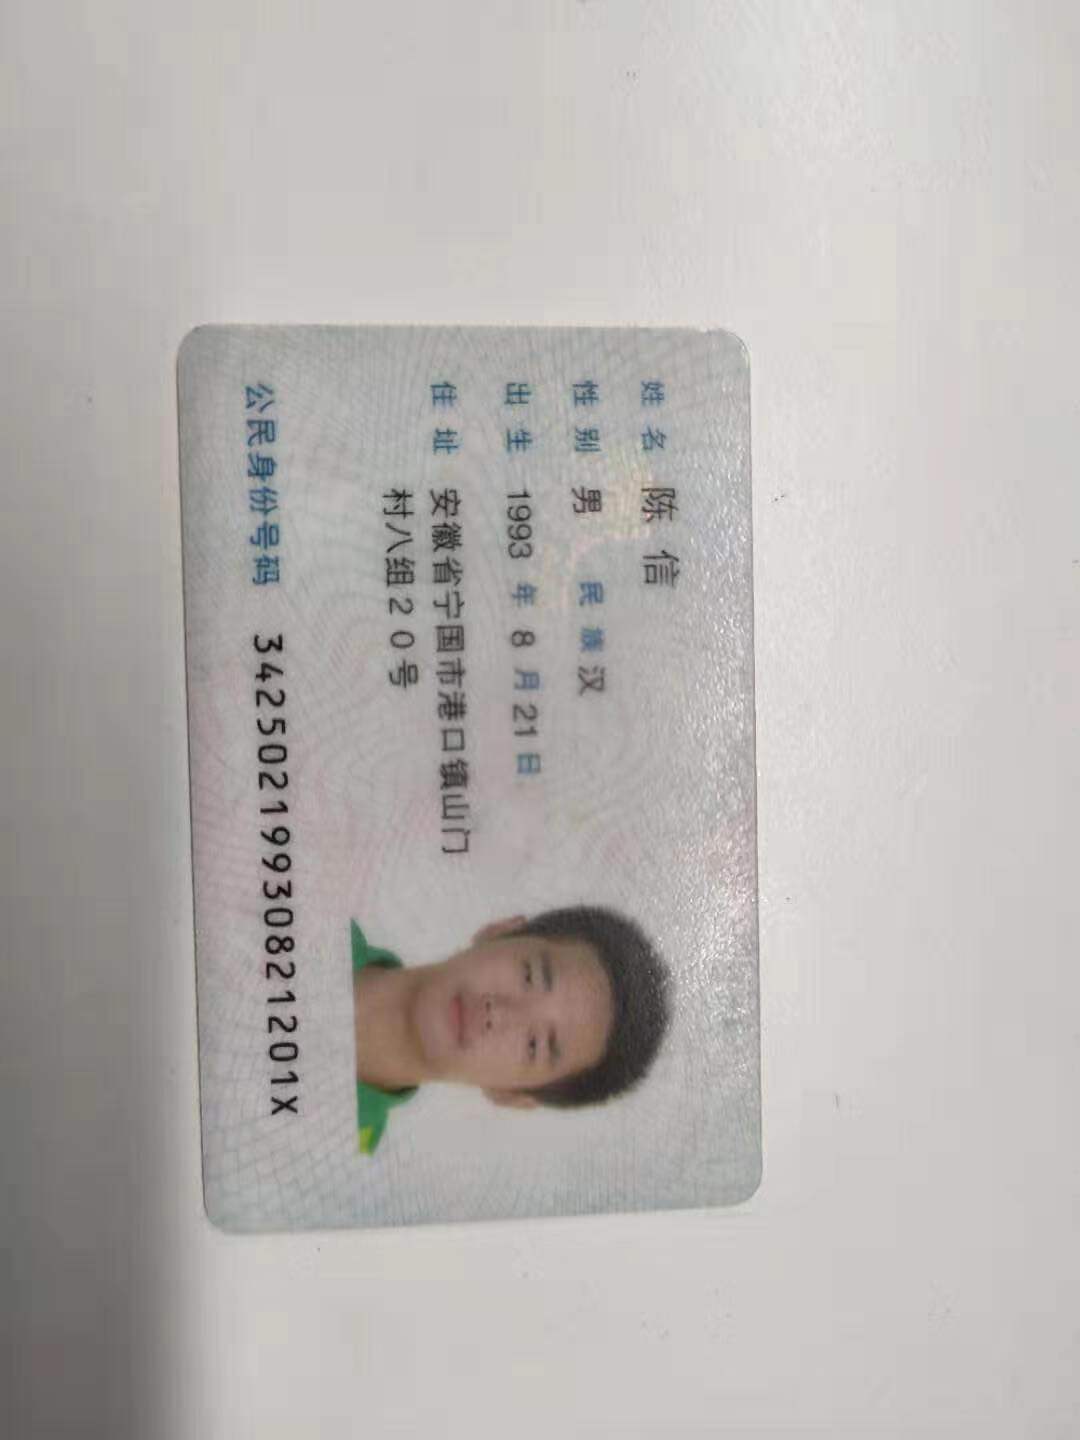 姓名 陈信
性别 男 民族 汉
出生 1993 年 8 月 21 日
住址 安徽省宁国市港口镇山门
村八组20号
公民身份号码 34250219930821201X